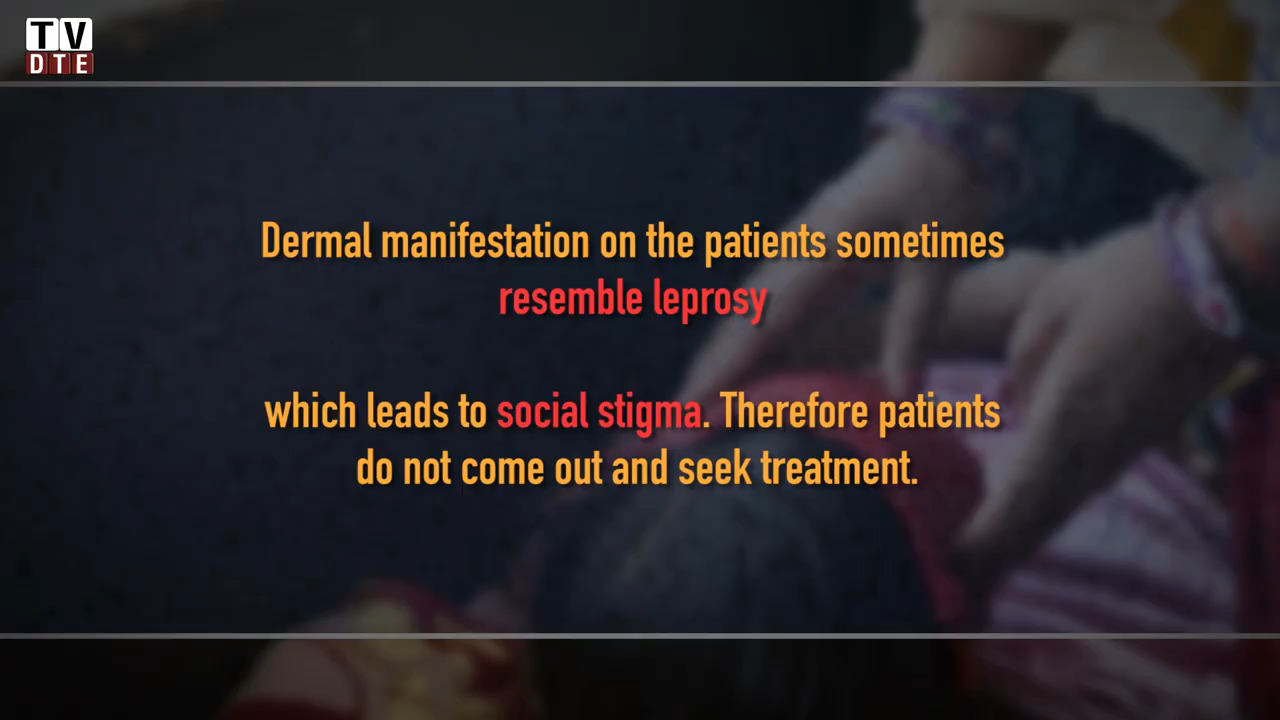 TV
DTE
Dermal manifestation on the patients sometimes
resemble leprosy
which leads to social stigma. Therefore patients
do not come out and seek treatment.